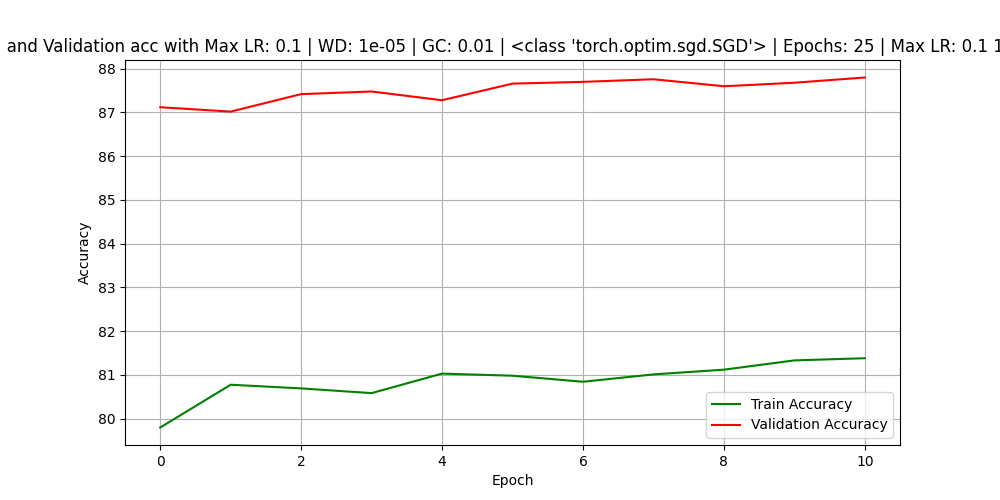 and Validation acc with Max LR: 0.1 | WD: 1e-05 | GC: 0.01 | <class 'torch.optim.sgd.SGD'> | Epochs: 25 | Max LR: 0.1 1
88
87
86
85
84
83
82
81
80
Accuracy
0 2 4 6 8 10
Epoch
Train Accuracy
Validation Accuracy